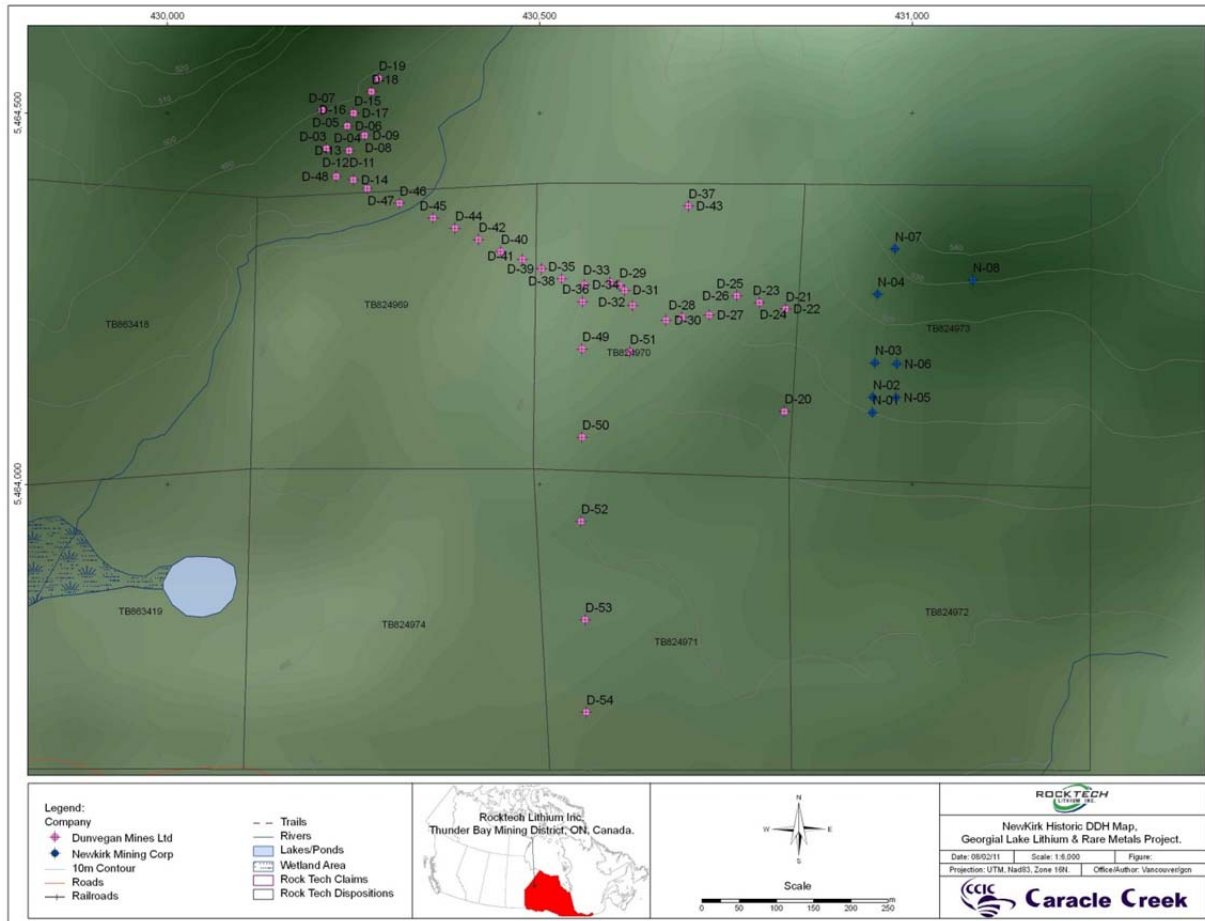 430,000
430,500
431,000
5,464,500
5,464,000
D-19
D-18
D-07
D-15
D-16
D-17
D-05
D-06
D-09
D-03
D-04
D-13
D-08
D-12
D-11
D-48
D-14
D-46
D-47
D-45
D-44
D-42
D-40
D-41
D-39
D-35
D-38
D-33
D-29
D-34
D-31
D-36
D-32
D-37
D-43
D-25
D-26
D-23
D-21
D-28
D-24
D-22
D-30
D-27
D-49
D-51
D-20
D-50
D-52
D-53
D-54
N-07
N-08
N-04
N-03
N-06
N-02
N-05
N-01
TB863418
TB824969
TB824970
TB824973
TB863419
TB824974
TB824971
TB824972
Legend:
Company
Dunvegan Mines Ltd
Newkirk Mining Corp
10m Contour
Roads
Railroads
Trails
Rivers
Lakes/Ponds
Wetland Area
Rock Tech Claims
Rock Tech Dispositions
Rocktech Lithium Inc.
Thunder Bay Mining District, ON, Canada.
N
W
E
S
Scale
0
50
100
150
200
250
m
ROCKTECH
LITHIUM INC.
NewKirk Historic DDH Map,
Georgial Lake Lithium & Rare Metals Project.
Date: 08/02/11
Scale: 1:6,000
Figure:
Projection: UTM, Nad83, Zone 16N.
Office/Author: Vancouver/gcn
CCIC
Caracle Creek